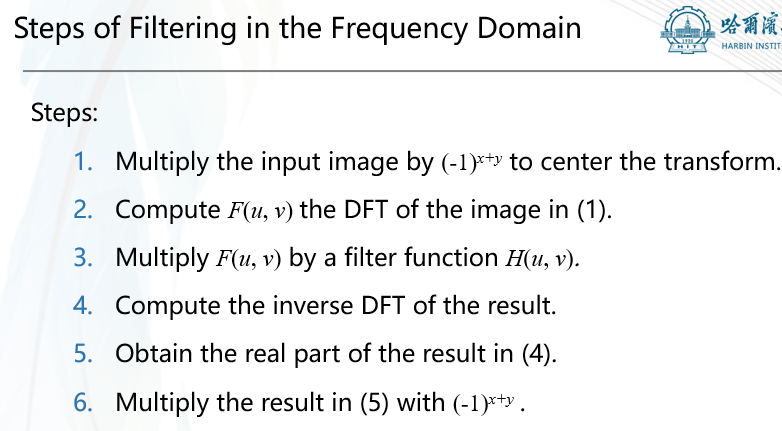 Steps of Filtering in the Frequency Domain
哈爾濱
HARBIN INSTIT
HIT
Steps:
1. Multiply the input image by (-1)^{x+y} to center the transform.
2. Compute F(u, v) the DFT of the image in (1).
3. Multiply F(u, v) by a filter function H(u, v).
4. Compute the inverse DFT of the result.
5. Obtain the real part of the result in (4).
6. Multiply the result in (5) with (-1)^{x+y} .